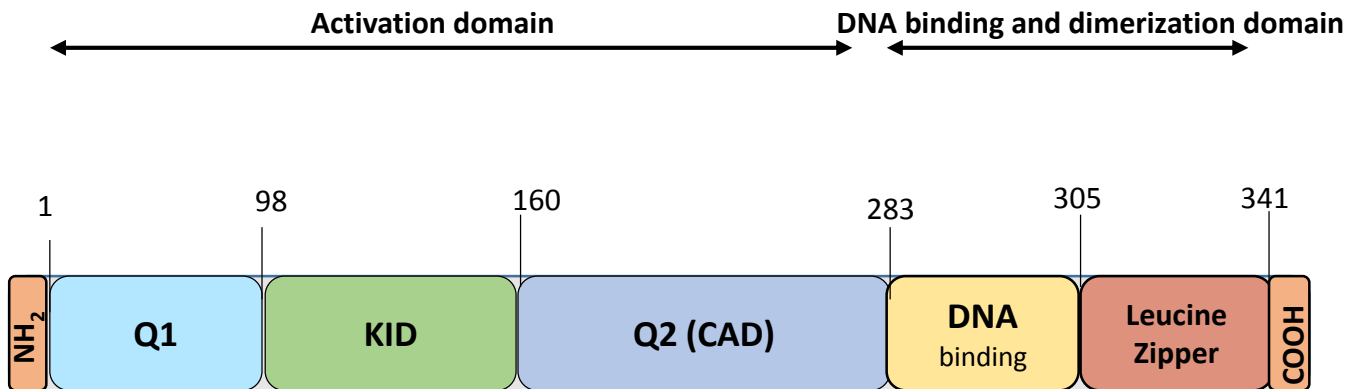 Activation domain
DNA binding and dimerization domain
1
98
160
283
305
341
NH₂
Q1
KID
Q2 (CAD)
DNA
binding
Leucine
Zipper
COOH